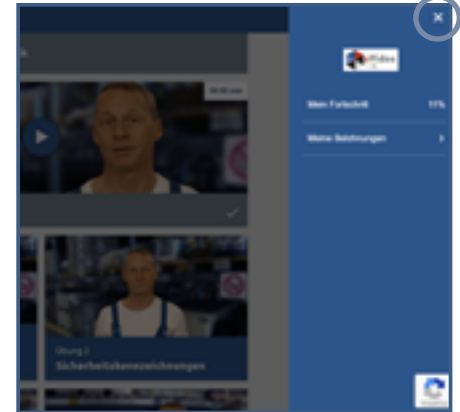 Mein Fortschritt 11%
Meine Belohnungen
Übung 2
Sicherheitskennzeichnungen